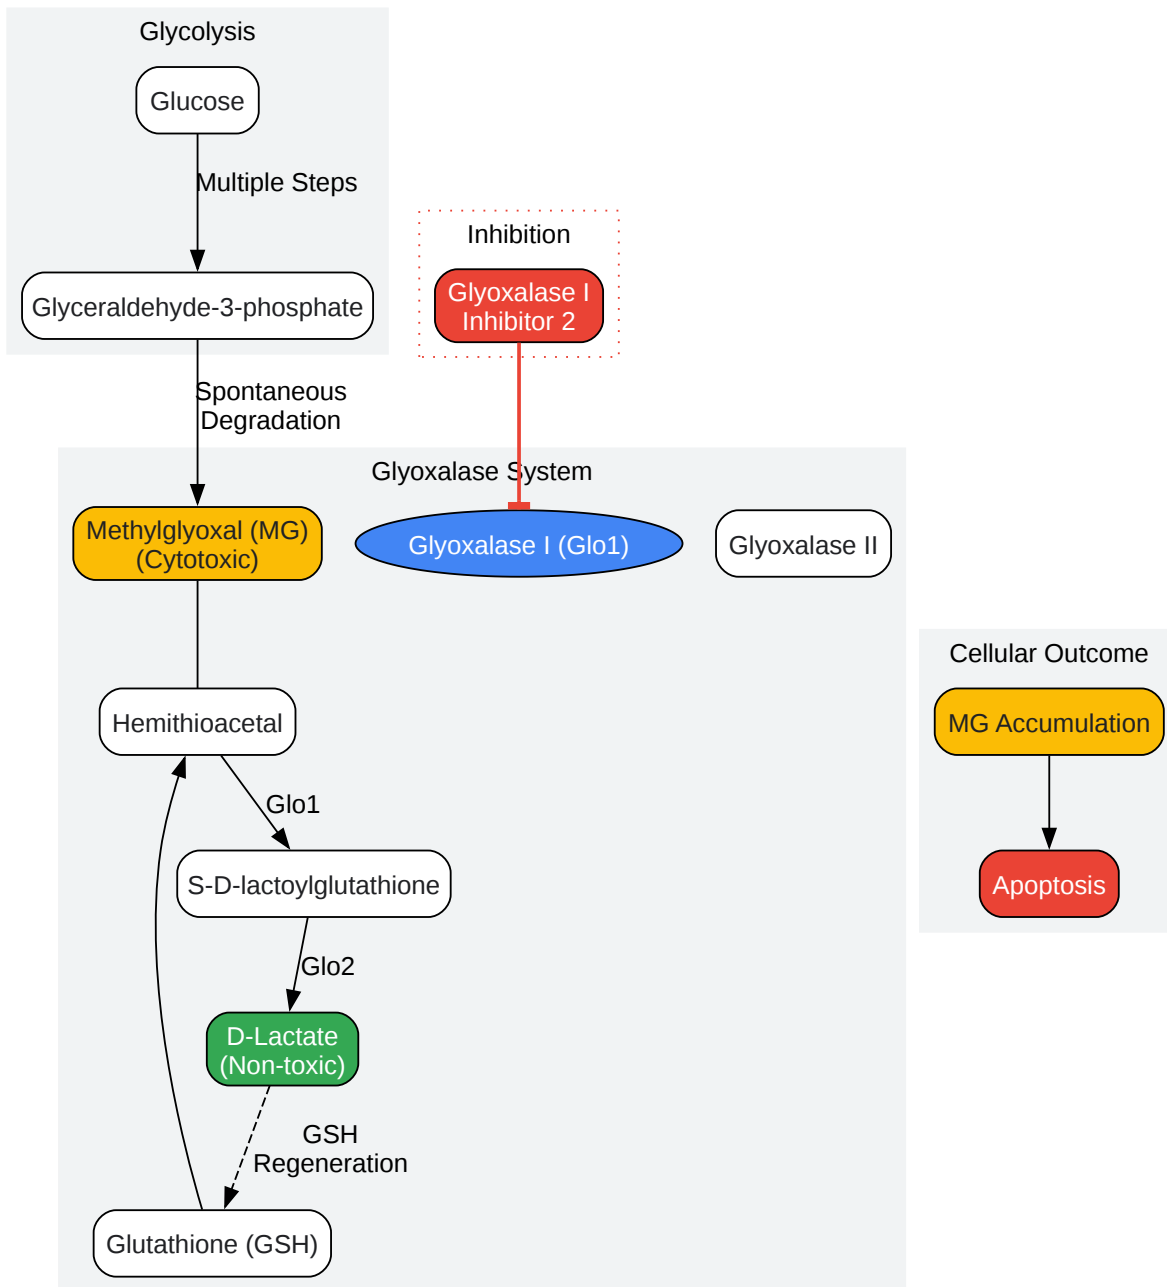 Glycolysis
Glucose
Multiple Steps
Glyceraldehyde-3-phosphate
Inhibition
Glyoxalase I
Inhibitor 2
Spontaneous
Degradation
Glyoxalase System
Methylglyoxal (MG)
(Cytotoxic)
Glyoxalase I (Glo1)
Glyoxalase II
Hemithioacetal
Glo1
S-D-lactoylglutathione
Glo2
D-Lactate
(Non-toxic)
GSH
Regeneration
Glutathione (GSH)
Cellular Outcome
MG Accumulation
Apoptosis